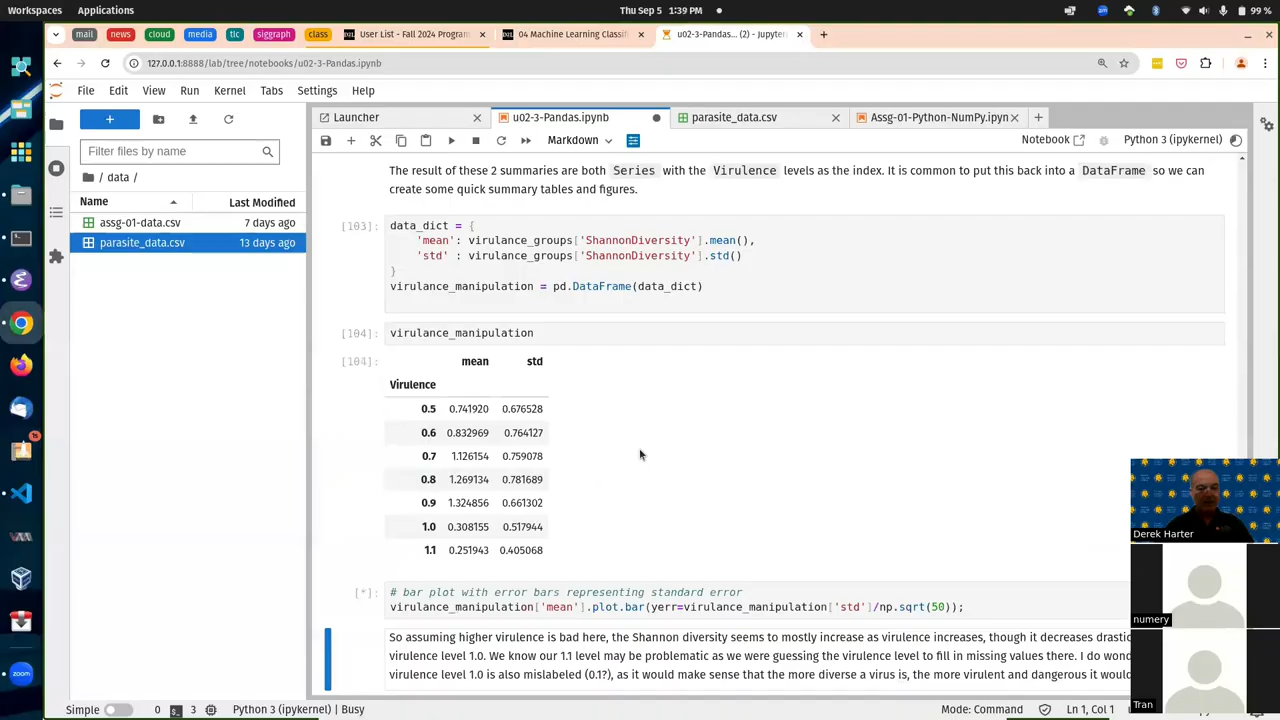 Workspaces Applications Thu Sep 5 1:39 PM 99 %
mail news cloud media tlc siggraph class User List - Fall 2024 Program 04 Machine Learning Classifi u02-3-Pandas... (2) - Jupyter
127.0.0.1:8888/lab/tree/notebooks/u02-3-Pandas.ipynb
File Edit View Run Kernel Tabs Settings Help
Launcher u02-3-Pandas.ipynb parasite_data.csv Assg-01-Python-NumPy.ipyn
Markdown Notebook Python 3 (ipykernel)
Filter files by name
/ data /
Name Last Modified
assg-01-data.csv 7 days ago
parasite_data.csv 13 days ago
The result of these 2 summaries are both Series with the Virulence levels as the index. It is common to put this back into a DataFrame so we can
create some quick summary tables and figures.
[103]: data_dict = {
'mean': virulance_groups['ShannonDiversity'].mean(),
'std' : virulance_groups['ShannonDiversity'].std()
}
virulance_manipulation = pd.DataFrame(data_dict)
[104]: virulance_manipulation
[104]: mean std
Virulence
0.5 0.741920 0.676528
0.6 0.832969 0.764127
0.7 1.126154 0.759078
0.8 1.269134 0.781689
0.9 1.324856 0.661302
1.0 0.308155 0.517944
1.1 0.251943 0.405068
[*]: # bar plot with error bars representing standard error
virulance_manipulation['mean'].plot.bar(yerr=virulance_manipulation['std']/np.sqrt(50);
So assuming higher virulence is bad here, the Shannon diversity seems to mostly increase as virulence increases, though it decreases drasti
virulence level 1.0. We know our 1.1 level may be problematic as we were guessing the virulence level to fill in missing values there. I do won
virulence level 1.0 is also mislabeled (0.1?), as it would make sense that the more diverse a virus is, the more virulent and dangerous it woul
Derek Harter
numery
Tran
zoom
Simple 0 3 Python 3 (ipykernel) | Busy Mode: Command Ln 1, Col 1